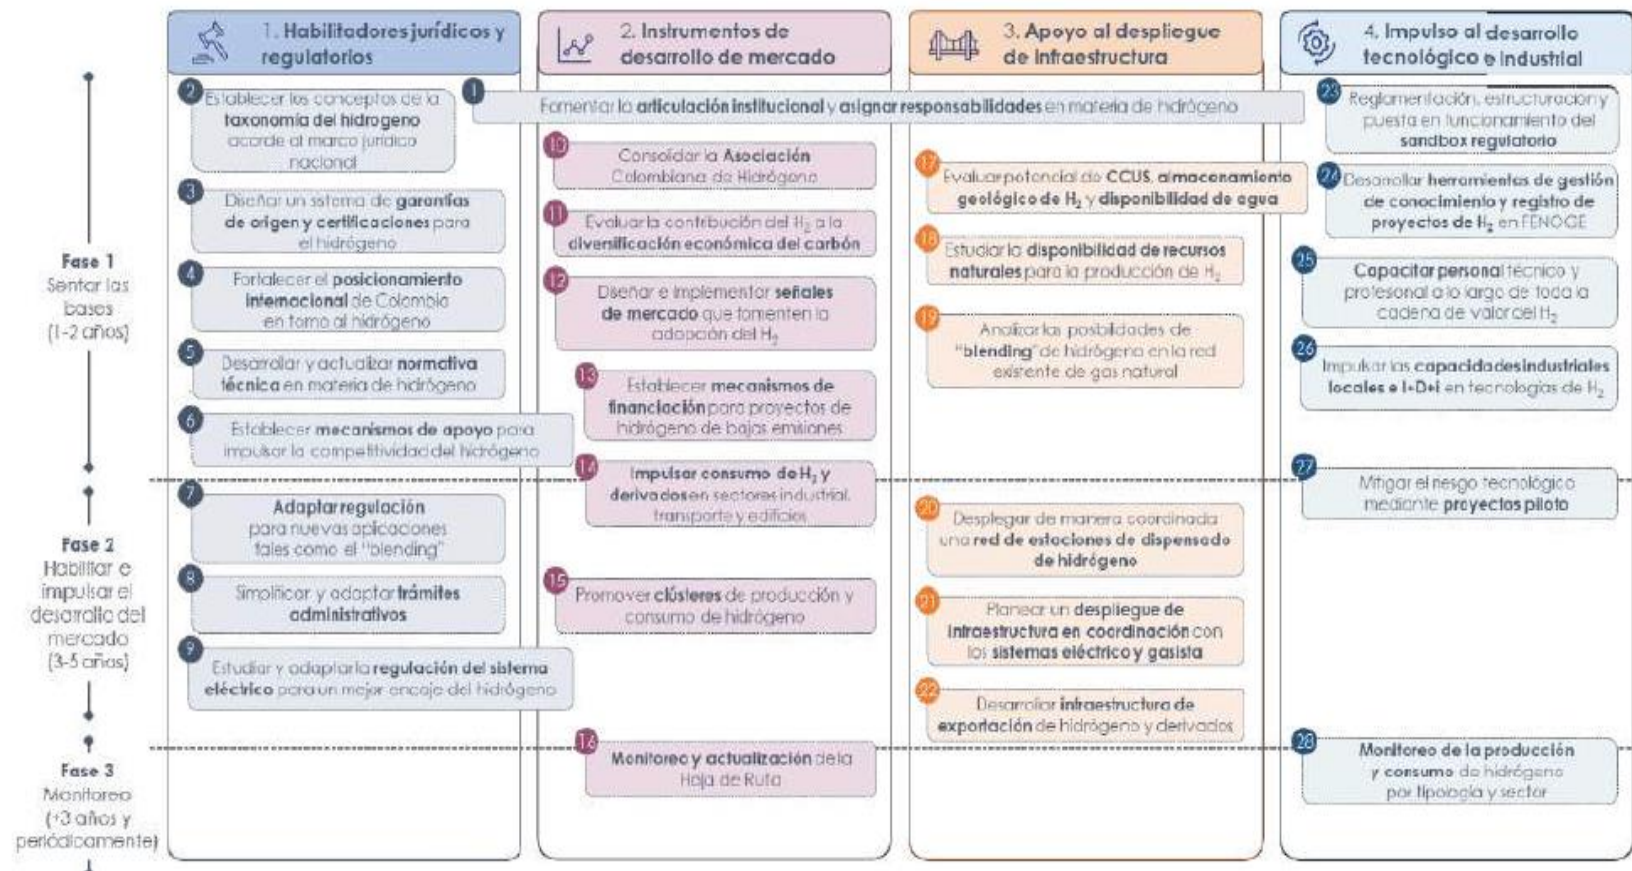 1. Habilitadores jurídicos y
regulatorios
2. Instrumentos de
desarrollo de mercado
3. Apoyo al despliegue
de infraestructura
4. Impulso al desarrollo
tecnológico e industrial
Fase 1
Sentar las
bases
(1-2 años)
2
Establecer los conceptos de la
taxonomía del hidrogeno
acorde al marco jurídico
nacional
1
Fomentar la articulación institucional y asignar responsabilidades en materia de hidrógeno
3
Diseñar un sistema de garantías
de origen y certificaciones para
el hidrógeno
4
Fortalecer el posicionamiento
internacional de Colombia
en torno al hidrógeno
5
Desarrollar y actualizar normativa
técnica en materia de hidrógeno
6
Establecer mecanismos de apoyo para
impulsar la competitividad del hidrógeno
10
Consolidar la Asociación
Colombiana de Hidrógeno
11
Evaluar la contribución del H2 a la
diversificación económica del carbón
12
Diseñar e implementar señales
de mercado que fomenten la
adopción del H2
13
Establecer mecanismos de
financiación para proyectos de
hidrógeno de bajas emisiones
14
Impulsar consumo de H2 y
derivados en sectores industrial,
transporte y edificios
17
Evaluar potencial de CCUS, almacenamiento
geológico de H2 y disponibilidad de agua
18
Estudiar la disponibilidad de recursos
naturales para la producción de H2
19
Analizar las posibilidades de
"blending" de hidrógeno en la red
existente de gas natural
23
Reglamentación, estructuración y
puesta en funcionamiento del
sandbox regulatorio
24
Desarrollar herramientas de gestión
de conocimiento y registro de
proyectos de H2 en FENOGE
25
Capacitar personal técnico y
profesional a lo largo de toda la
cadena de valor del H2
26
Impulsar las capacidades industriales
locales e I+D+i en tecnologías de H2
27
Mitigar el riesgo tecnológico
mediante proyectos piloto
Fase 2
Habilitar e
impulsar el
desarrollo del
mercado
(3-5 años)
7
Adaptar regulación
para nuevas aplicaciones
tales como el "blending"
8
Simplificar y adaptar trámites
administrativos
9
Estudiar y adaptar la regulación del sistema
eléctrico para un mejor encaje del hidrógeno
15
Promover clústeres de producción y
consumo de hidrógeno
20
Desplegar de manera coordinada
una red de estaciones de dispensado
de hidrógeno
21
Planear un despliegue de
infraestructura en coordinación con
los sistemas eléctrico y gasista
22
Desarrollar infraestructura de
exportación de hidrógeno y derivados
Fase 3
Monitoreo
(+3 años y
periódicamente)
16
Monitoreo y actualización de la
Hoja de Ruta
28
Monitoreo de la producción
y consumo de hidrógeno
por tipología y sector